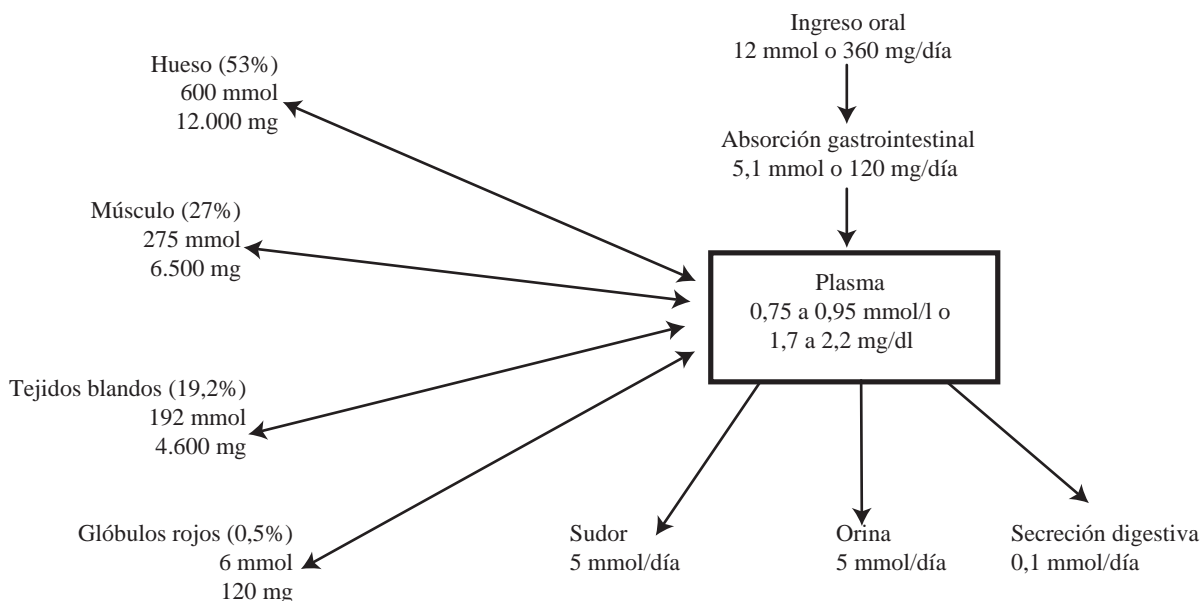 Ingreso oral
12 mmol o 360 mg/día
Hueso (53%)
600 mmol
12.000 mg
Absorción gastrointestinal
5,1 mmol o 120 mg/día
Músculo (27%)
275 mmol
6.500 mg
Plasma
0,75 a 0,95 mmol/l o
1,7 a 2,2 mg/dl
Tejidos blandos (19,2%)
192 mmol
4.600 mg
Glóbulos rojos (0,5%)
6 mmol
120 mg
Sudor
5 mmol/día
Orina
5 mmol/día
Secreción digestiva
0,1 mmol/día